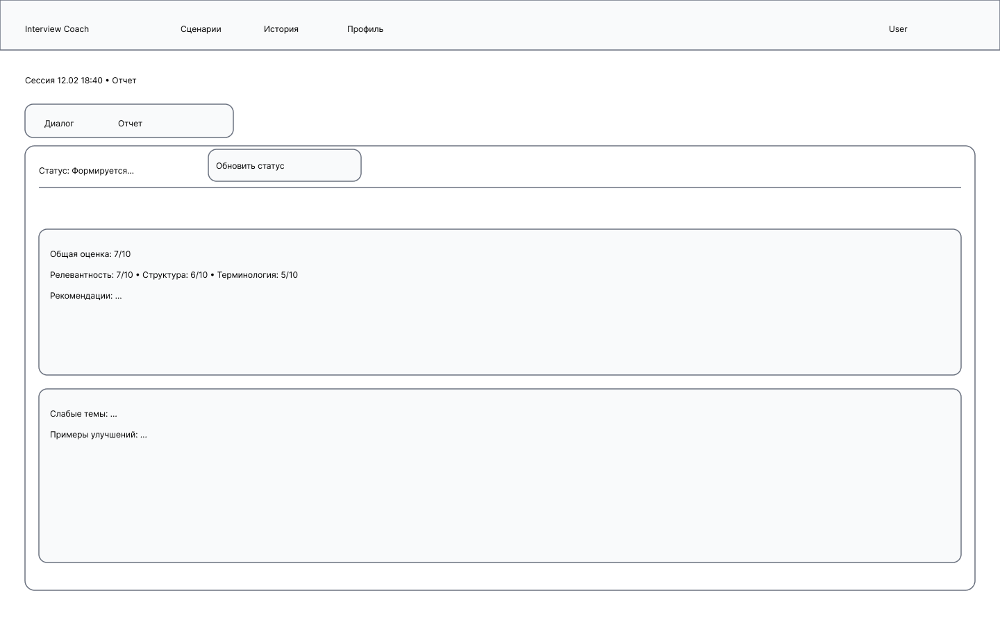 Interview Coach Сценарии История Профиль User
Сессия 12.02 18:40 • Отчет
Диалог Отчет
Статус: Формируется… Обновить статус
Общая оценка: 7/10
Релевантность: 7/10 • Структура: 6/10 • Терминология: 5/10
Рекомендации: …
Слабые темы: …
Примеры улучшений: …